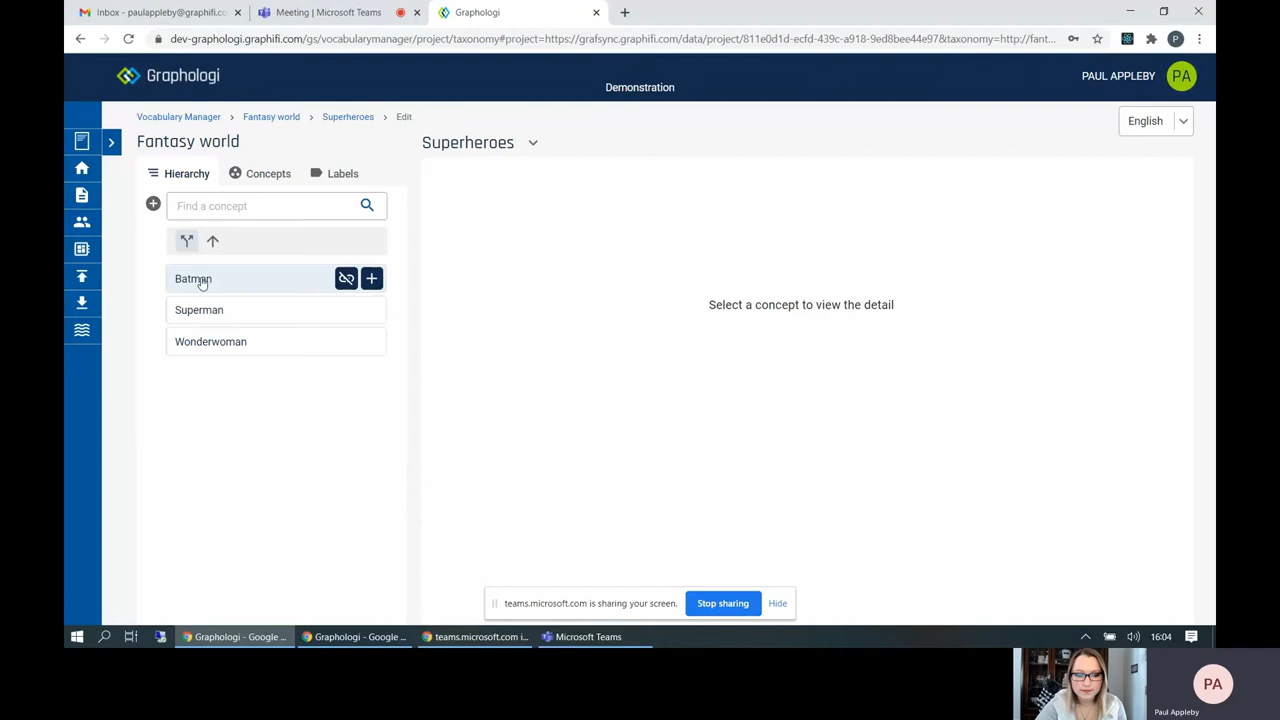 Inbox - paulappleby@graphifi.c
Meeting | Microsoft Teams
Graphologi
dev-graphologi.graphifi.com/gs/vocabularymanager/project/taxonomy#project=https://grafsync.graphifi.com/data/project/811e0d1d-ecfd-439c-a918-9ed8bee44e97&taxonomy=http://fant...
P
Graphologi
Demonstration
PAUL APPLEBY
PA
Vocabulary Manager > Fantasy world > Superheroes > Edit
English
Fantasy world
Superheroes
Hierarchy
Concepts
Labels
Find a concept
Batman
Superman
Wonderwoman
Select a concept to view the detail
teams.microsoft.com is sharing your screen.
Stop sharing
Hide
Graphologi - Google ...
Graphologi - Google ...
teams.microsoft.com i...
Microsoft Teams
16:04
PA
Paul Appleby